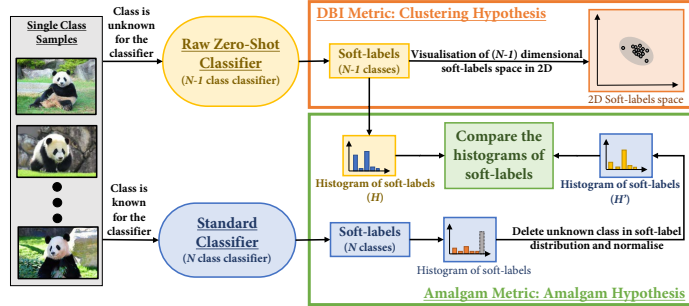 Single Class
Samples
Class is
unknown for
the classifier
Raw Zero-Shot
Classifier
(N-1 class classifier)
DBI Metric: Clustering Hypothesis
Soft-labels
(N-1 classes)
Visualisation of (N-1) dimensional
soft-labels space in 2D
2D Soft-labels space
Histogram of soft-labels
(H)
Compare the
histograms of
soft-labels
Histogram of soft-labels
(H')
Class is
known for
the classifier
Standard
Classifier
(N class classifier)
Soft-labels
(N classes)
Histogram of soft-labels
Delete unknown class in soft-label
distribution and normalise
Amalgam Metric: Amalgam Hypothesis